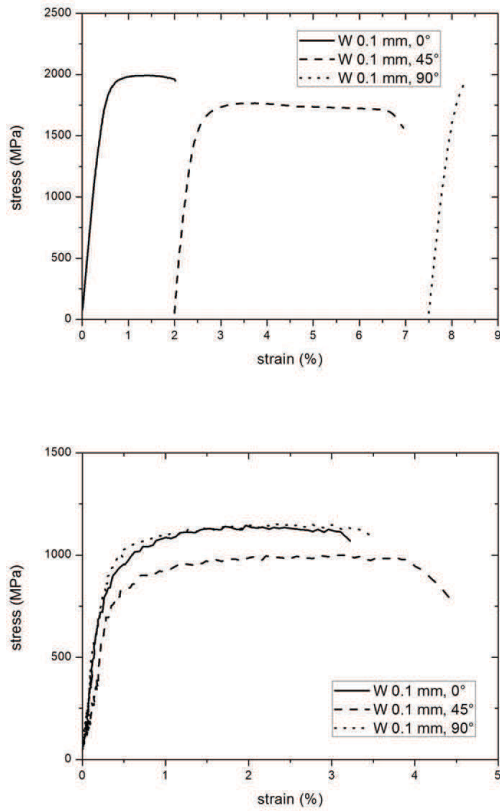 2500
2000
1500
1000
500
0
stress (MPa)
W 0.1 mm, 0°
W 0.1 mm, 45°
W 0.1 mm, 90°
0 1 2 3 4 5 6 7 8 9
strain (%)
1500
1000
500
0
stress (MPa)
W 0.1 mm, 0°
W 0.1 mm, 45°
W 0.1 mm, 90°
0 1 2 3 4 5
strain (%)